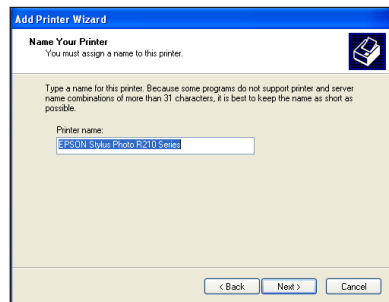 Add Printer Wizard
Name Your Printer
You must assign a name to this printer.
Type a name for this printer. Because some programs do not support printer and server
name combinations of more than 31 characters, it is best to keep the name as short as
possible.
Printer name:
EPSON Stylus Photo R210 Series
< Back
Next >
Cancel